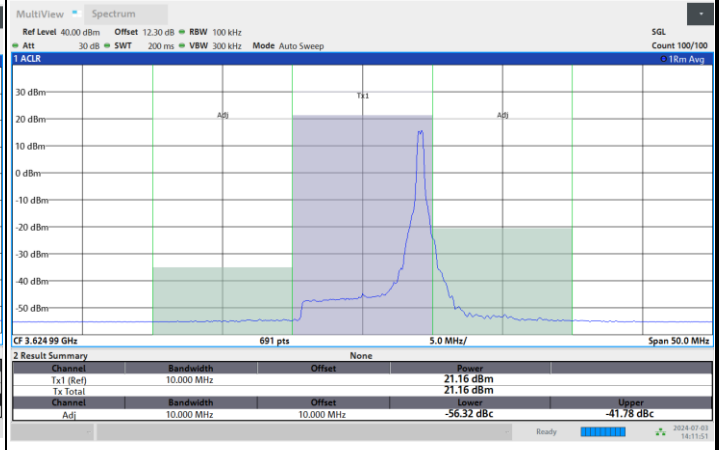 MultiView Spectrum
Ref Level 40.00 dBm Offset 12.30 dB RBW 100 kHz SGL
Att 30 dB SWT 200 ms VBW 300 kHz Mode Auto Sweep Count 100/100
1 ACLR 1Rm Avg
30 dBm
Tx1
20 dBm
Adj Adj
10 dBm
0 dBm
-10 dBm
-20 dBm
-30 dBm
-40 dBm
-50 dBm
CF 3.62499 GHz 691 pts 5.0 MHz/ Span 50.0 MHz
2 Result Summary None
Channel Bandwidth Offset Power
Tx1 (Ref) 10.000 MHz 21.16 dBm
Tx Total 21.16 dBm
Channel Bandwidth Offset Lower Upper
Adj 10.000 MHz 10.000 MHz -56.32 dBc -41.78 dBc
Ready 2024-07-03
14:11:51